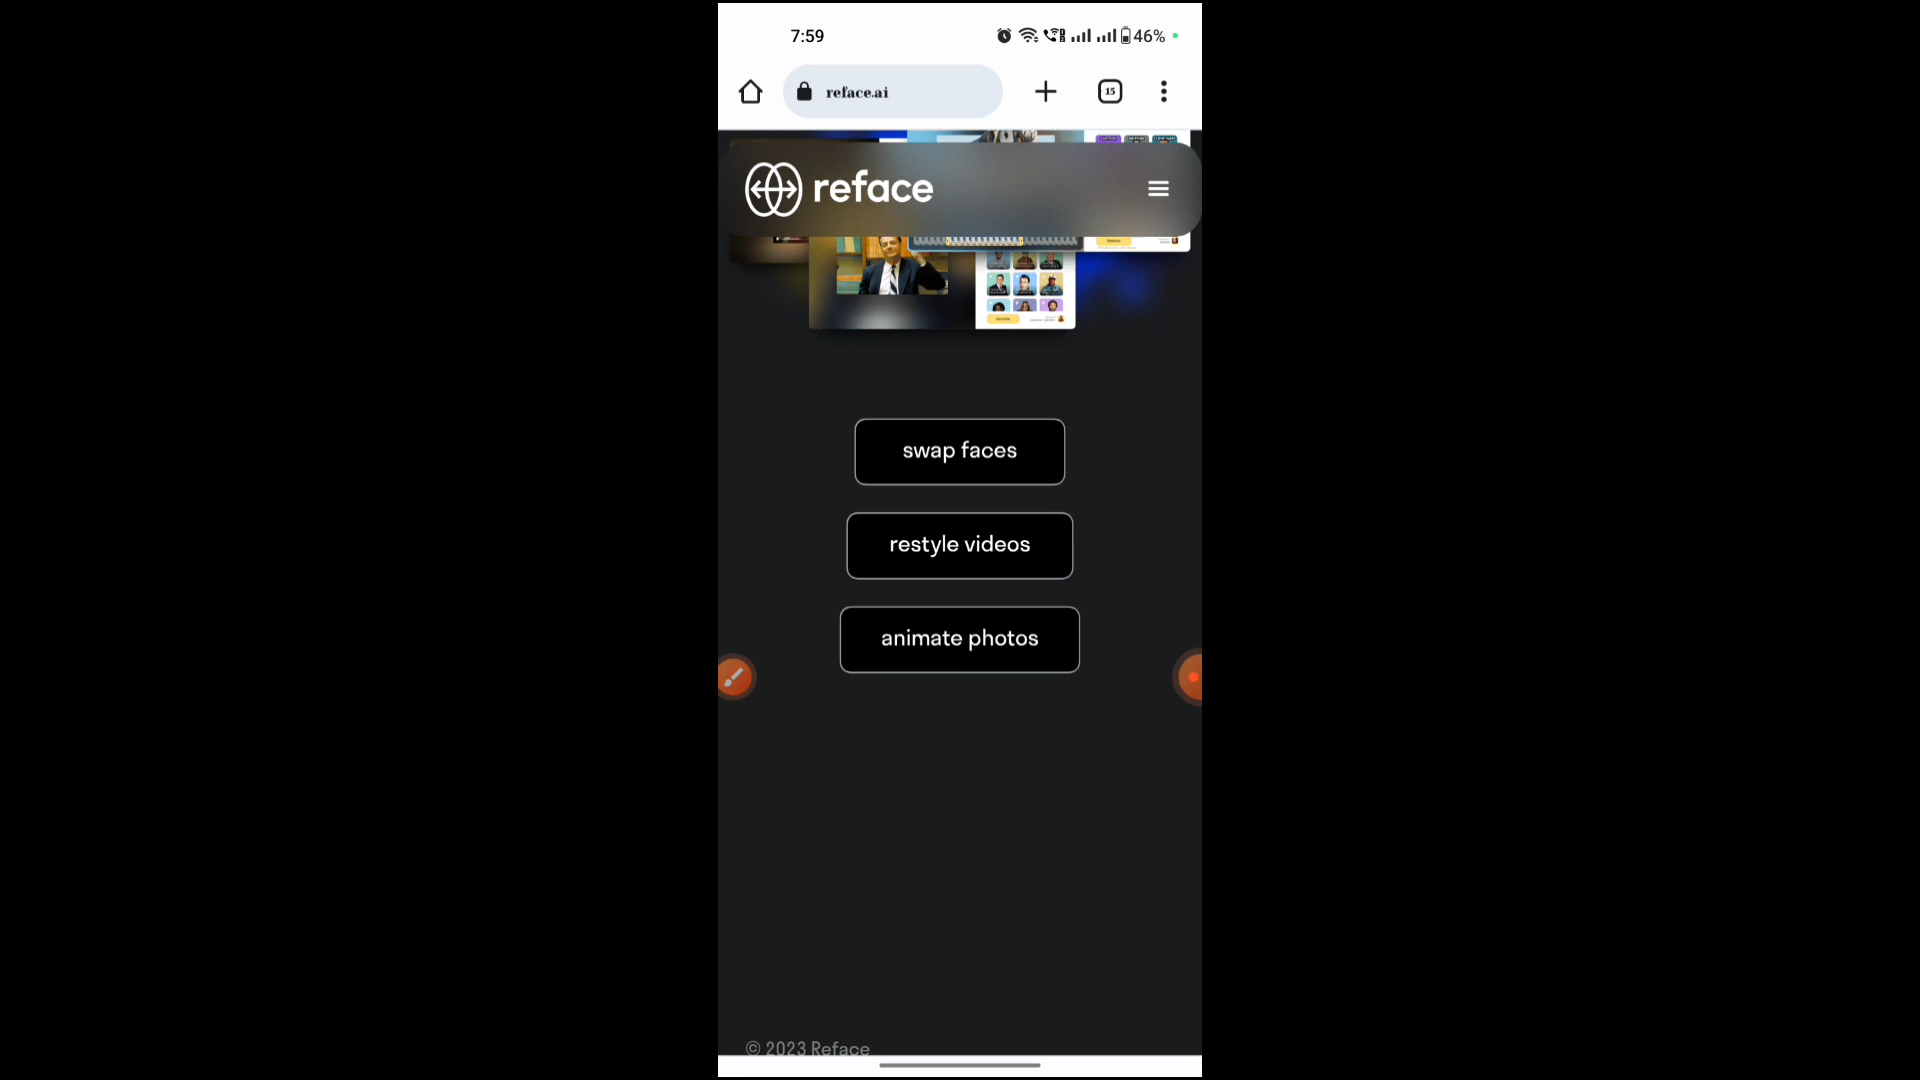 7:59
46%
reface.ai
15
reface
swap faces
restyle videos
animate photos
© 2023 Reface